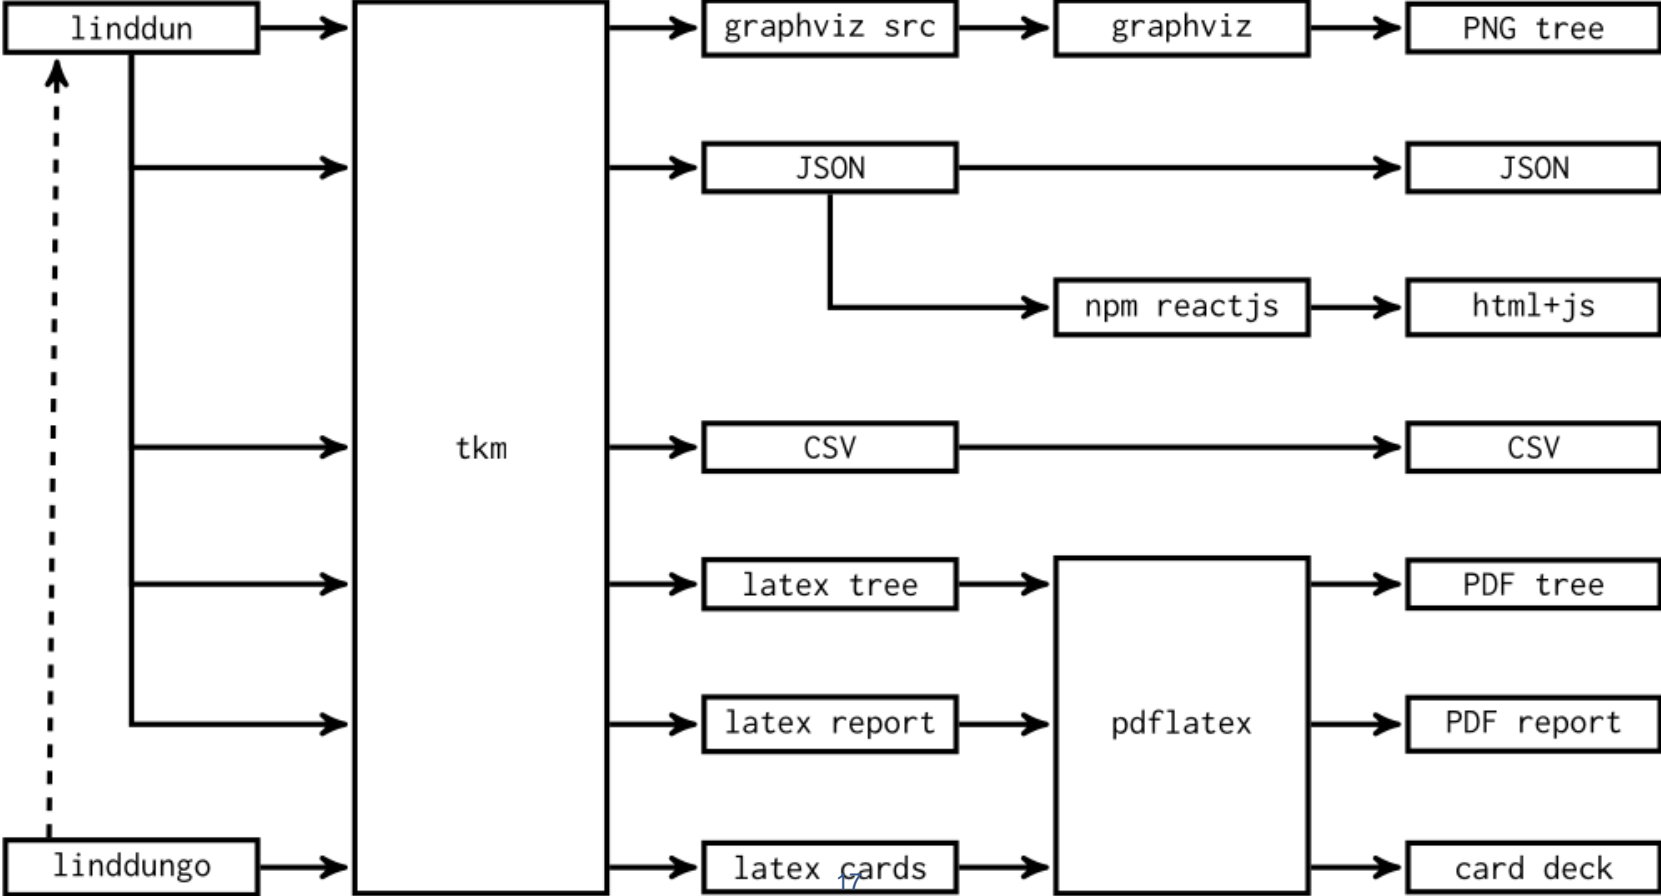 linddun
graphviz src
graphviz
PNG tree
JSON
JSON
npm reactjs
html+js
tkm
CSV
CSV
latex tree
PDF tree
latex report
pdflatex
PDF report
linddungo
latex cards
card deck
17